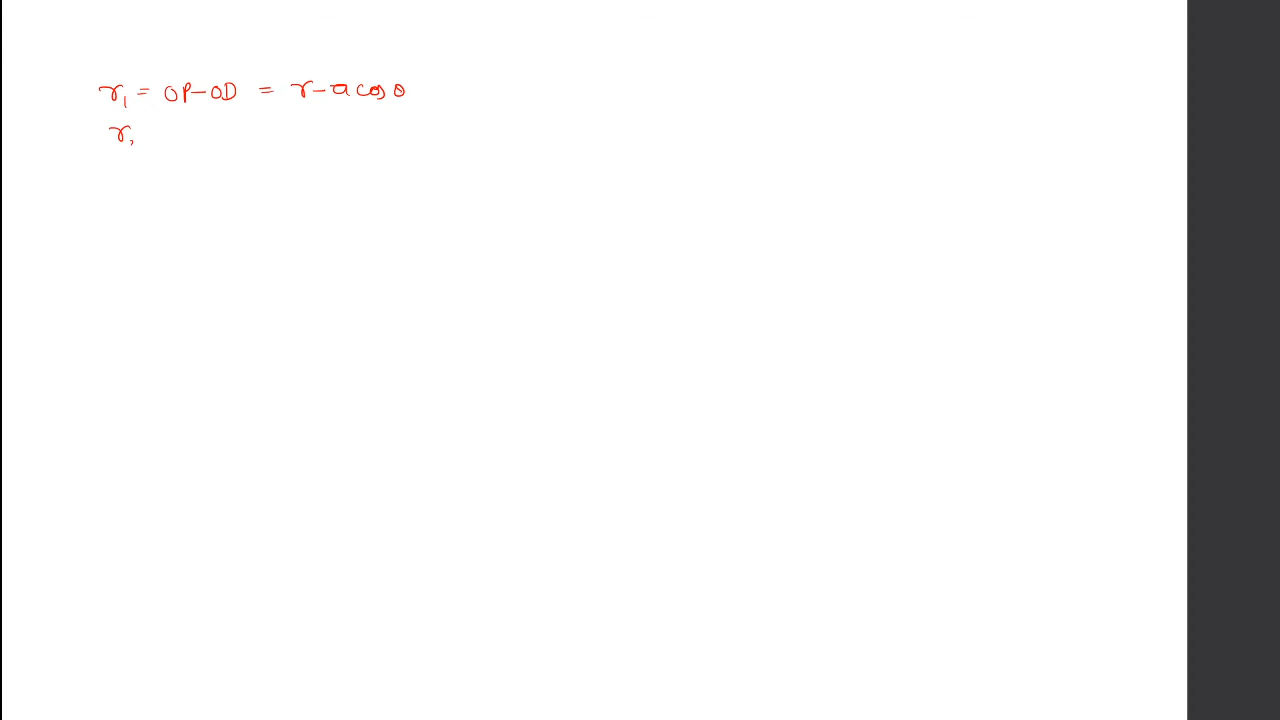 r₁ = OP-OD = r-a cos θ
r,